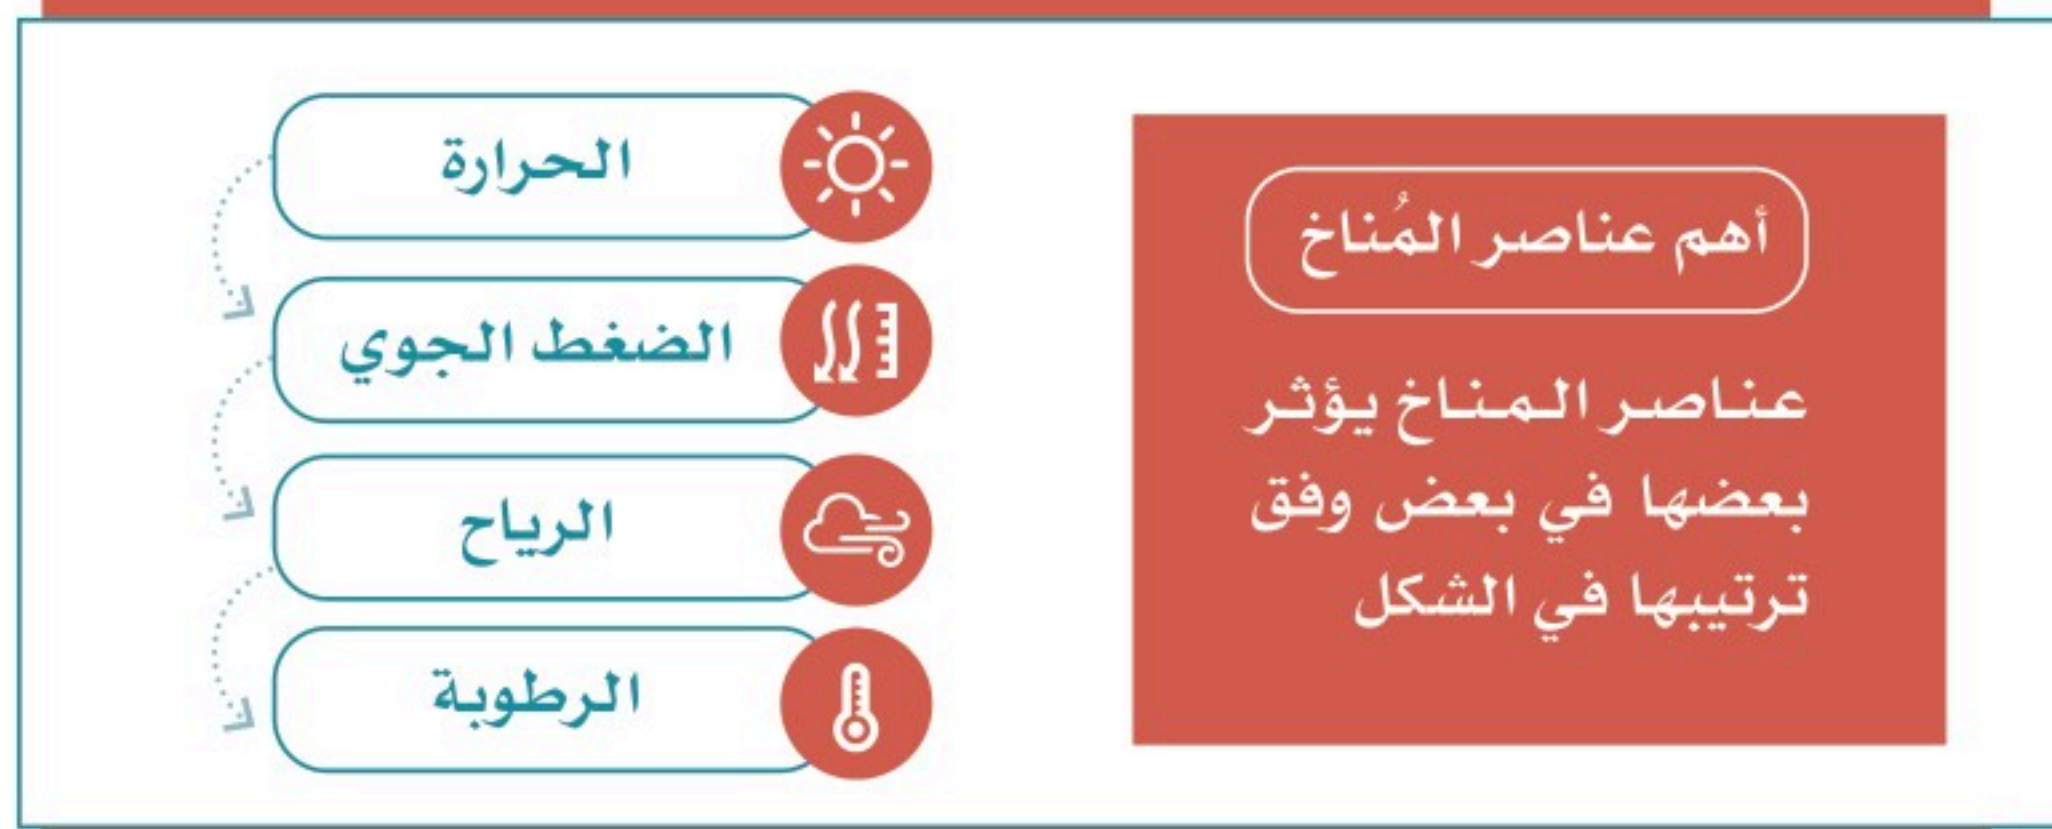 أهم عناصر المُناخ
عناصر المناخ يؤثر
بعضها في بعض وفق
ترتيبها في الشكل
الحرارة
الضغط الجوي
الرياح
الرطوبة